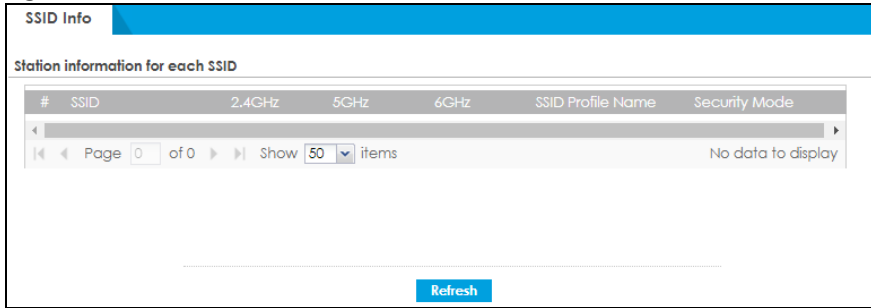 SSID Info
Station information for each SSID
# SSID 2.4GHz 5GHz 6GHz SSID Profile Name Security Mode
Page 0 of 0 Show 50 items No data to display
Refresh